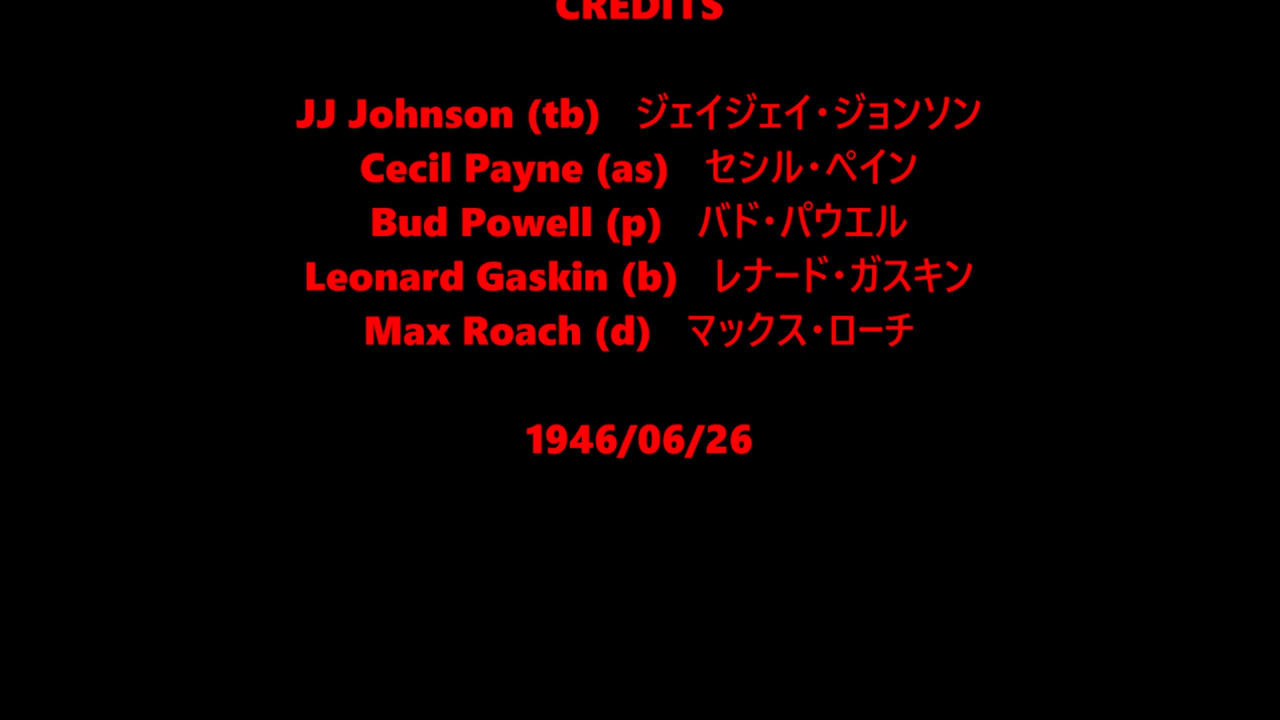 CREDITS
JJ Johnson (tb)　ジェイジェイ・ジョンソン
Cecil Payne (as)　セシル・ペイン
Bud Powell (p)　バド・パウエル
Leonard Gaskin (b)　レナード・ガスキン
Max Roach (d)　マックス・ローチ
1946/06/26